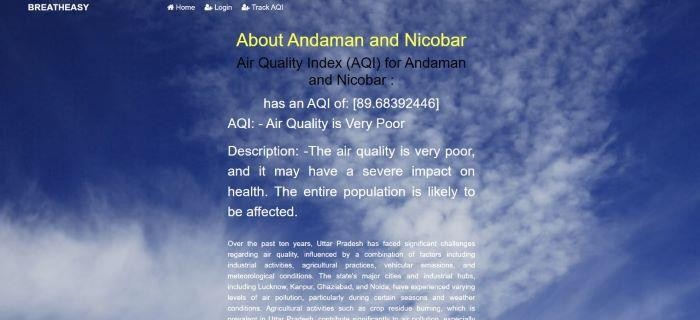 BREATHEASY Home Login Track AQI
About Andaman and Nicobar
Air Quality Index (AQI) for Andaman
and Nicobar :
has an AQI of: [89.68392446]
AQI: - Air Quality is Very Poor
Description: -The air quality is very poor,
and it may have a severe impact on
health. The entire population is likely to
be affected.
Over the past ten years, Uttar Pradesh has faced significant challenges
regarding air quality, influenced by a combination of factors including
industrial activities, agricultural practices, vehicular emissions, and
meteorological conditions. The state's major cities and industrial hubs,
including Lucknow, Kanpur, Ghaziabad, and Noida, have experienced varying
levels of air pollution, particularly during certain seasons and weather
conditions. Agricultural activities such as crop residue burning, which is
prevalent in Uttar Pradesh, contribute significantly to air pollution, especially